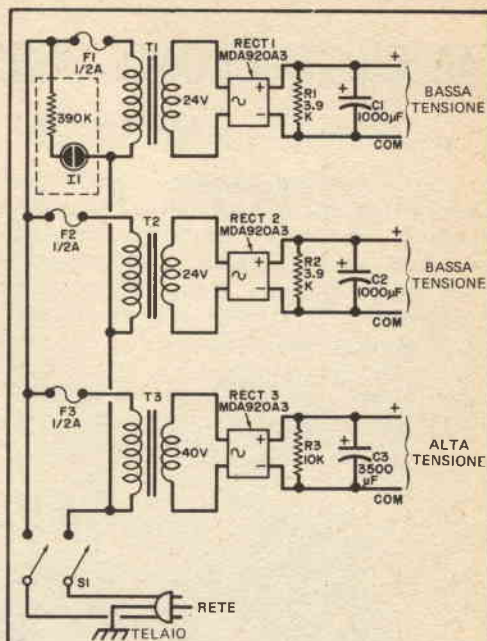 F1
1/2A
T1
RECT 1
MDA920A3
+
390K
24V
+
−
R1
3.9
K
+
C1
1000µF
BASSA
TENSIONE
I1
COM
F2
1/2A
T2
RECT 2
MDA920A3
+
24V
+
−
R2
3.9
K
+
C2
1000µF
BASSA
TENSIONE
COM
F3
1/2A
T3
RECT 3
MDA920A3
+
40V
+
−
R3
10K
+
C3
3500
µF
ALTA
TENSIONE
COM
S1
RETE
TELAIO